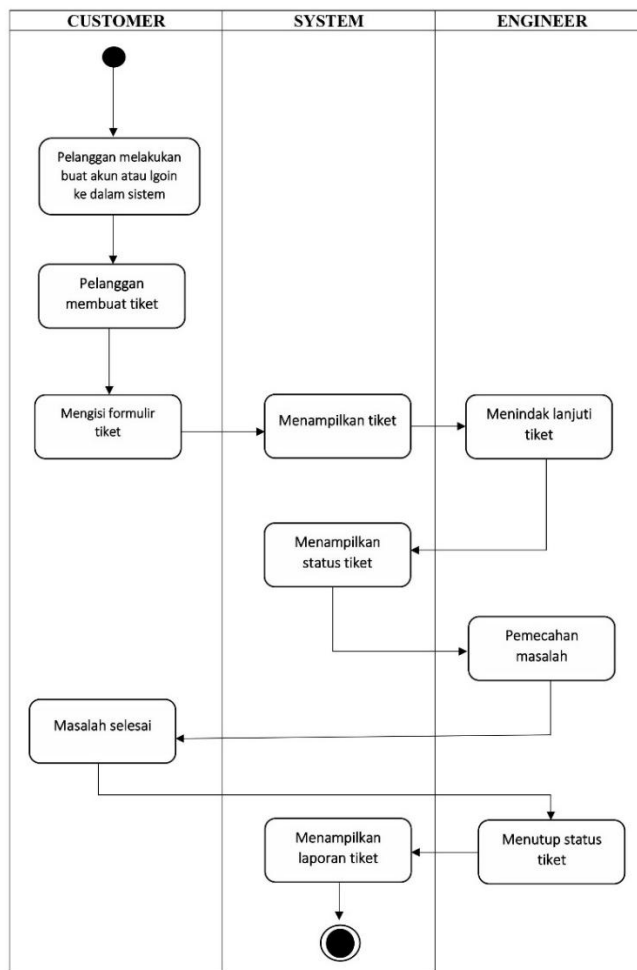 CUSTOMER
SYSTEM
ENGINEER
Pelanggan melakukan
buat akun atau lgoin
ke dalam sistem
Pelanggan
membuat tiket
Mengisi formulir
tiket
Menampilkan tiket
Menindak lanjuti
tiket
Menampilkan
status tiket
Pemecahan
masalah
Masalah selesai
Menampilkan
laporan tiket
Menutup status
tiket